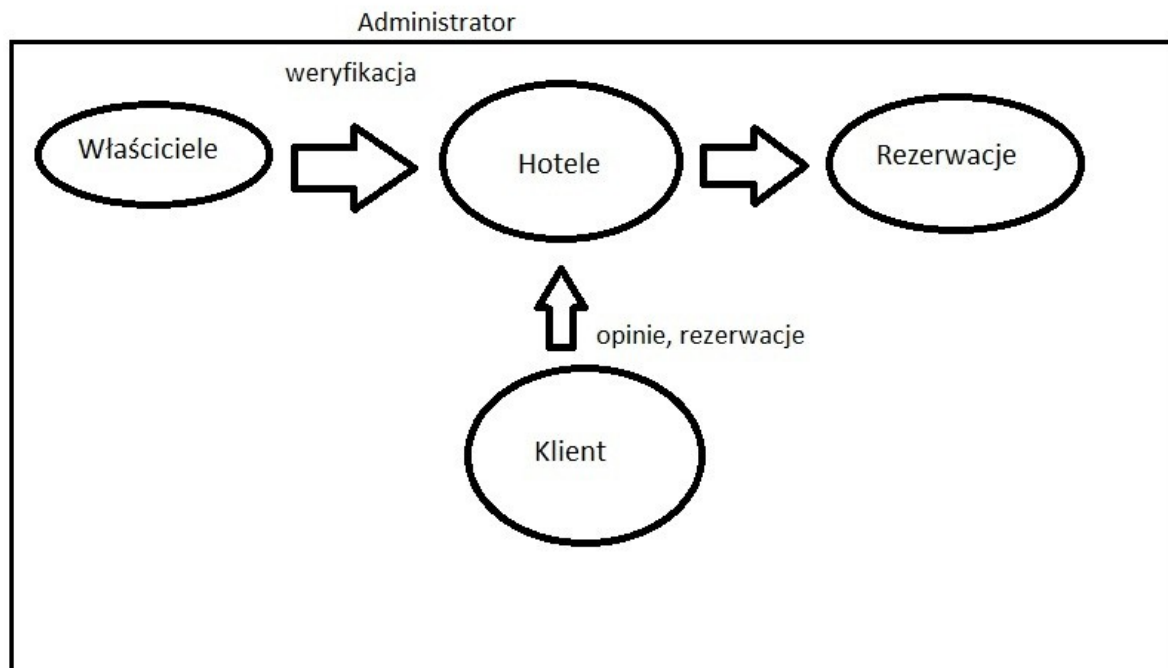 Administrator
weryfikacja
Właściciele
Hotele
Rezerwacje
opinie, rezerwacje
Klient